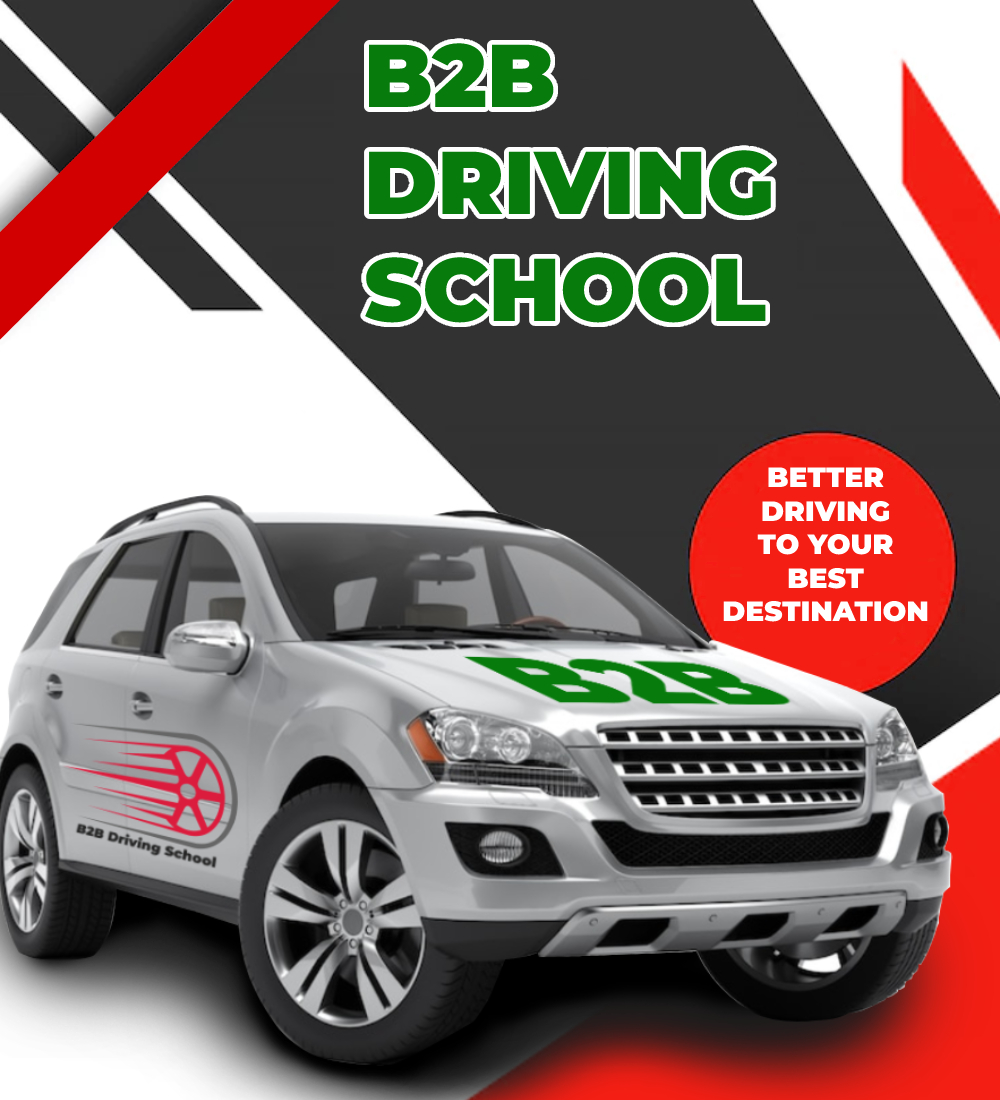 B2B
DRIVING
SCHOOL
BETTER
DRIVING
TO YOUR
BEST
DESTINATION
B2B
B2B Driving School